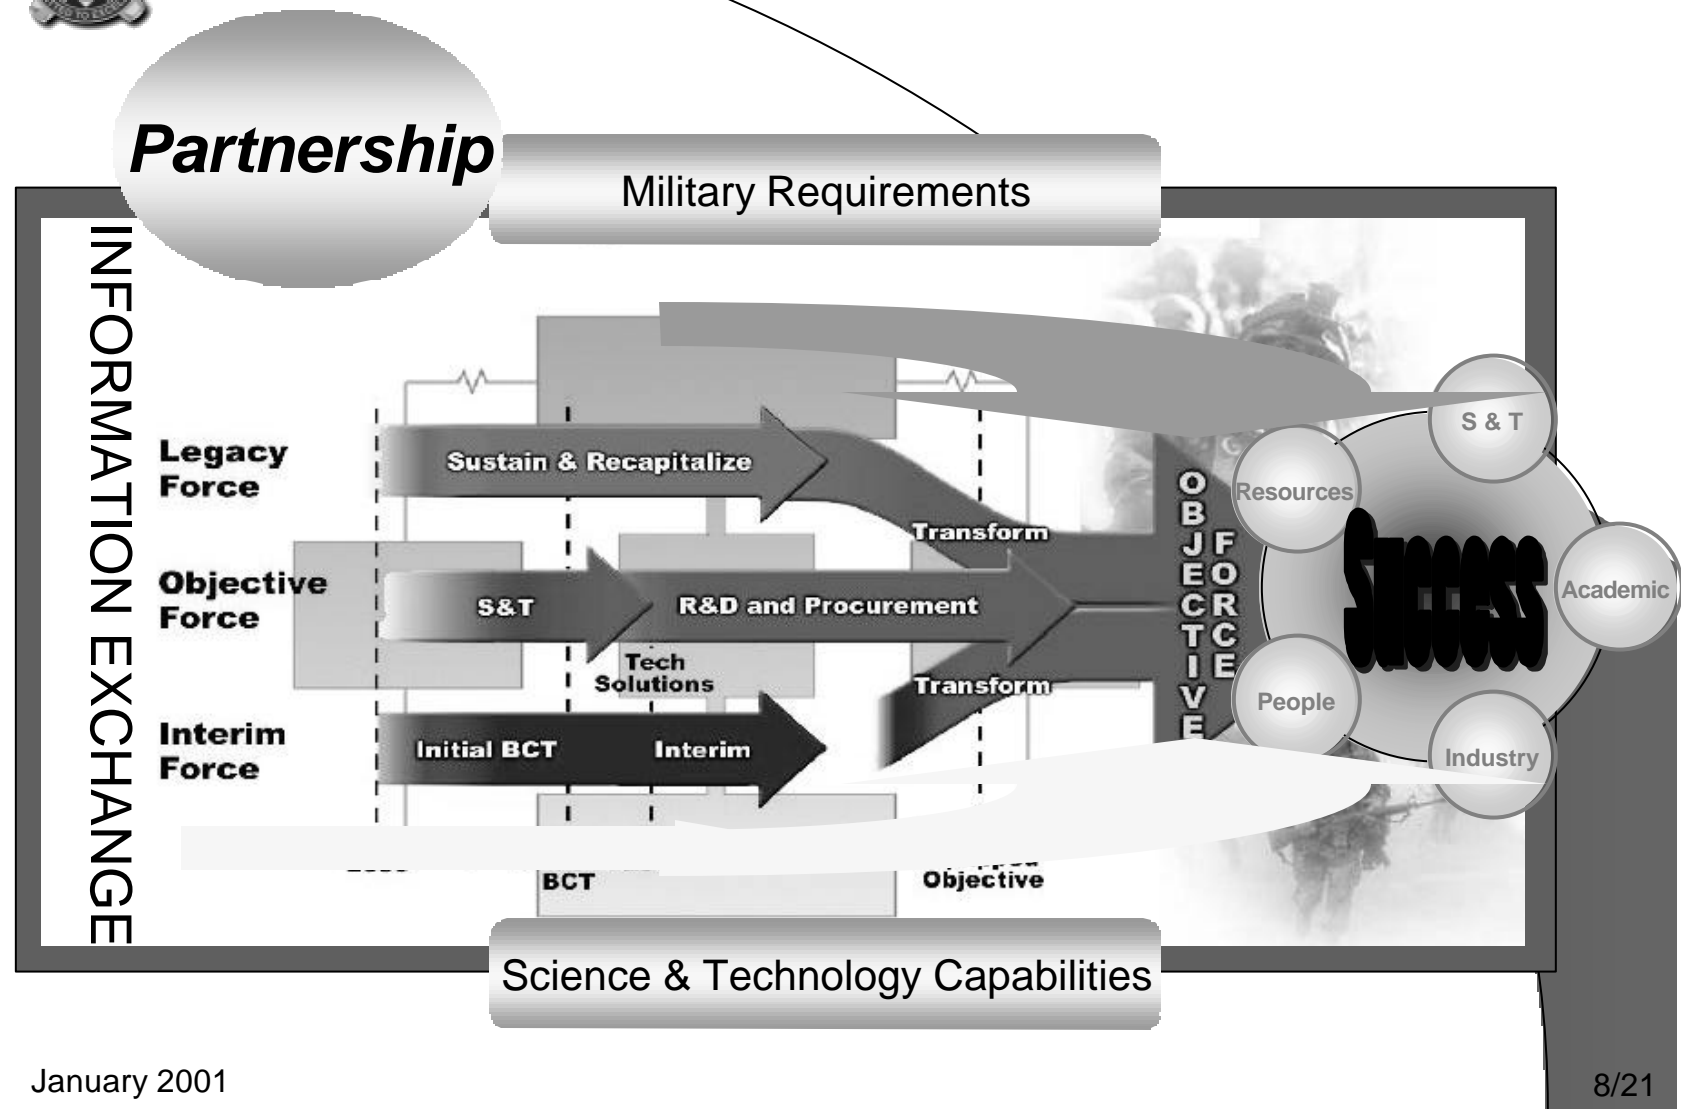 Partnership
Military Requirements
INFORMATION EXCHANGE
Legacy
Force
Sustain & Recapitalize
Transform
Objective
Force
S&T
R&D and Procurement
Tech
Solutions
Transform
Interim
Force
Initial BCT
Interim
OBJECTIVE
FORCE
S & T
Resources
SUCCESS
Academic
People
Industry
BCT
Objective
Science & Technology Capabilities
January 2001
8/21